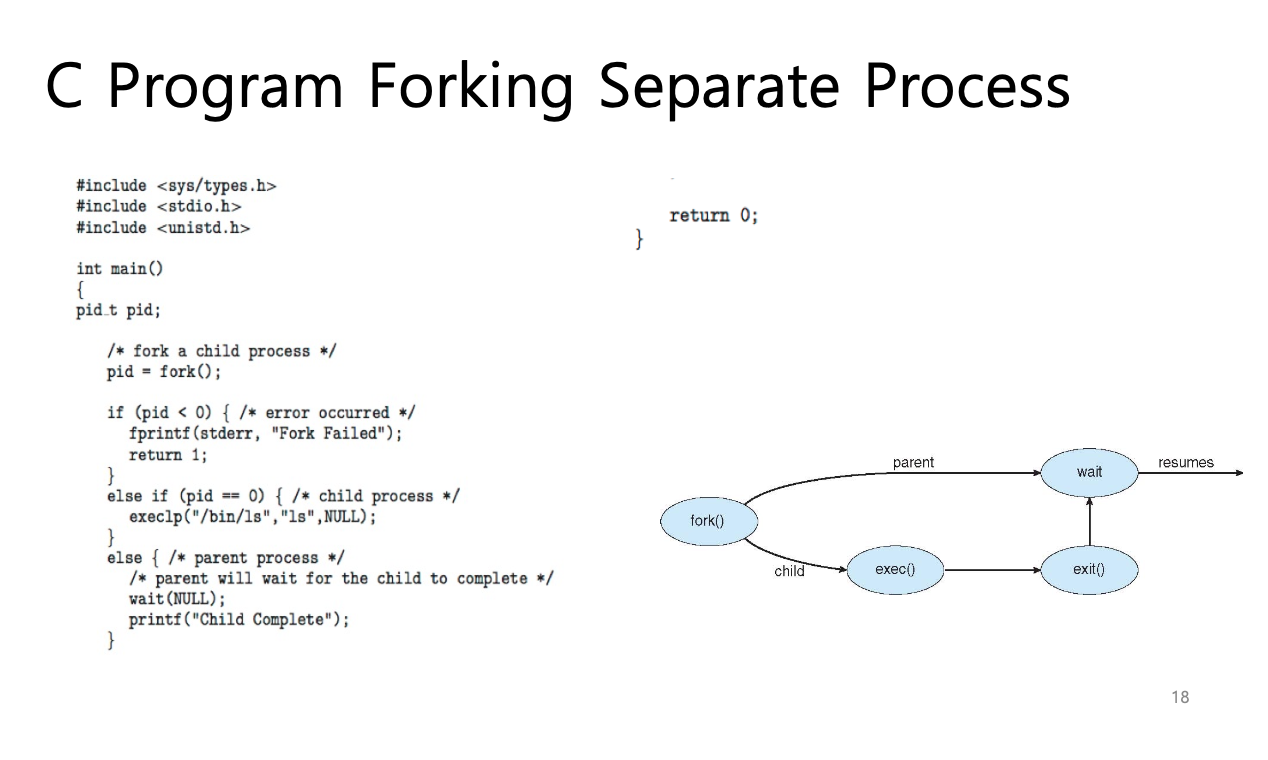 C Program Forking Separate Process
#include <sys/types.h>
#include <stdio.h>
#include <unistd.h>
int main()
{
pid_t pid;
/* fork a child process */
pid = fork();
if (pid < 0) { /* error occurred */
fprintf(stderr, "Fork Failed");
return 1;
}
else if (pid == 0) { /* child process */
execlp("/bin/ls","ls",NULL);
}
else { /* parent process */
/* parent will wait for the child to complete */
wait(NULL);
printf("Child Complete");
}
return 0;
}
parent
wait
resumes
fork()
child
exec()
exit()
18